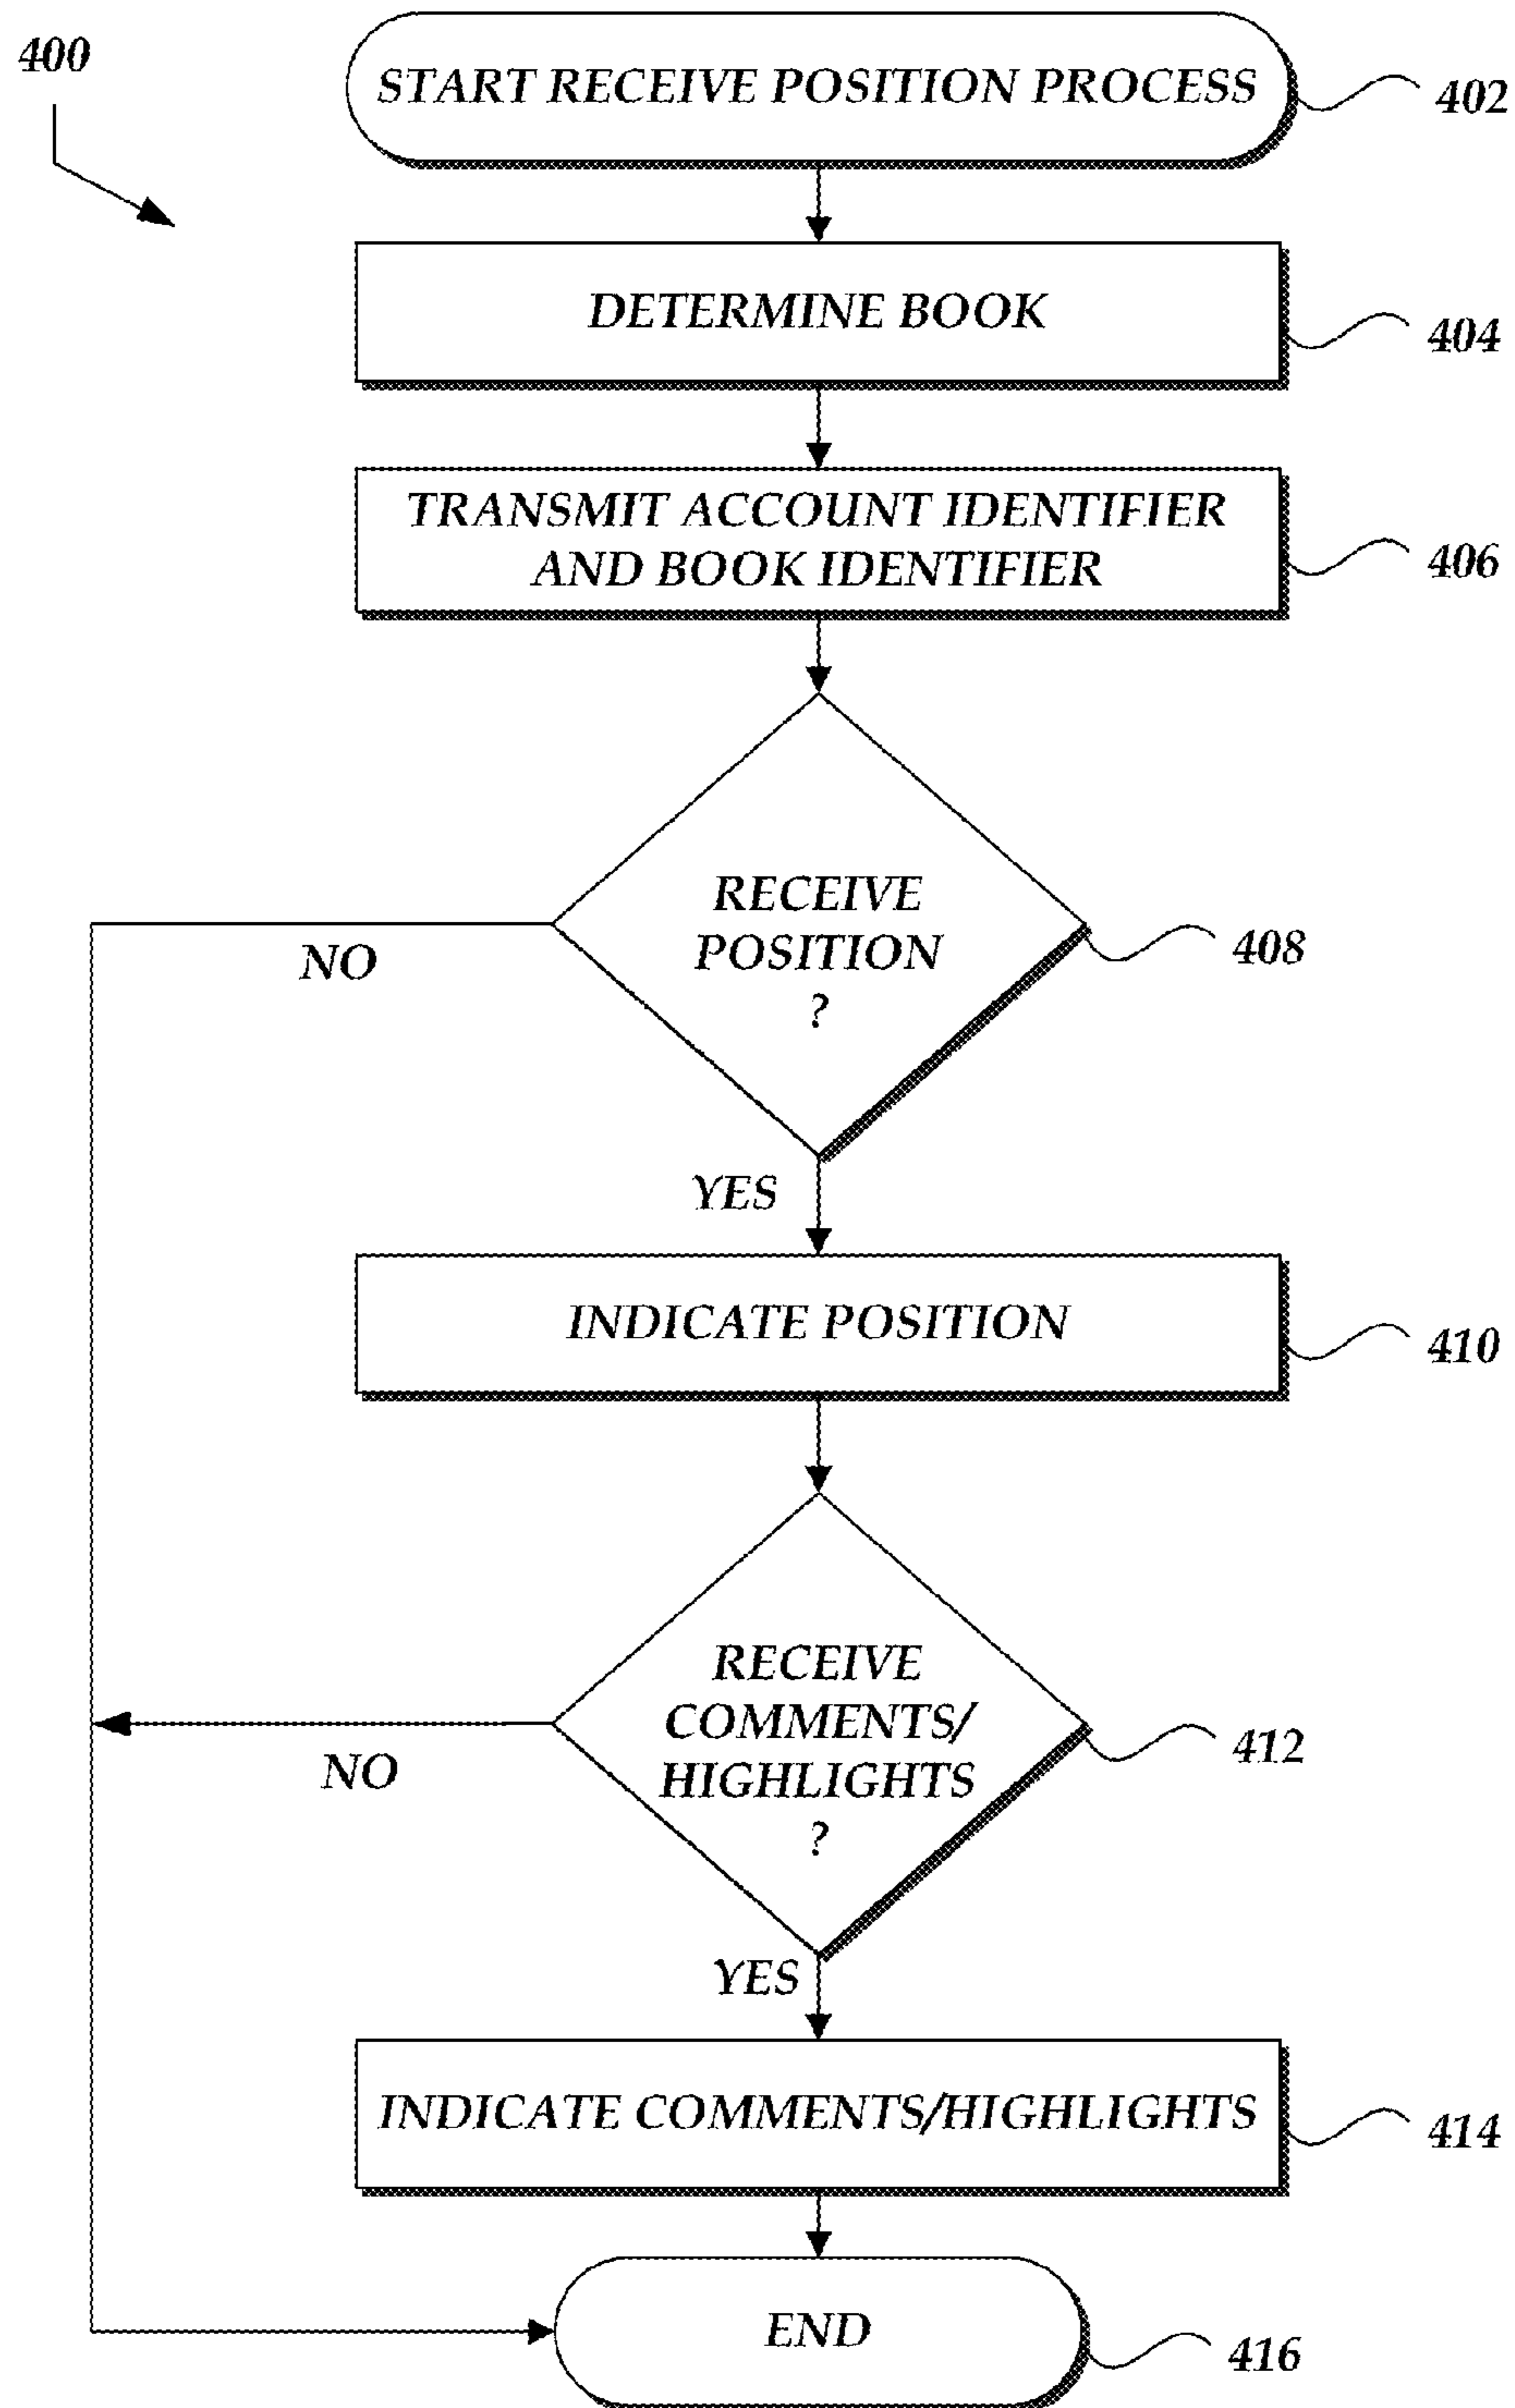 400
START RECEIVE POSITION PROCESS
402
DETERMINE BOOK
404
TRANSMIT ACCOUNT IDENTIFIER
AND BOOK IDENTIFIER
406
RECEIVE
POSITION
?
408
NO
YES
INDICATE POSITION
410
RECEIVE
COMMENTS/
HIGHLIGHTS
?
412
NO
YES
INDICATE COMMENTS/HIGHLIGHTS
414
END
416